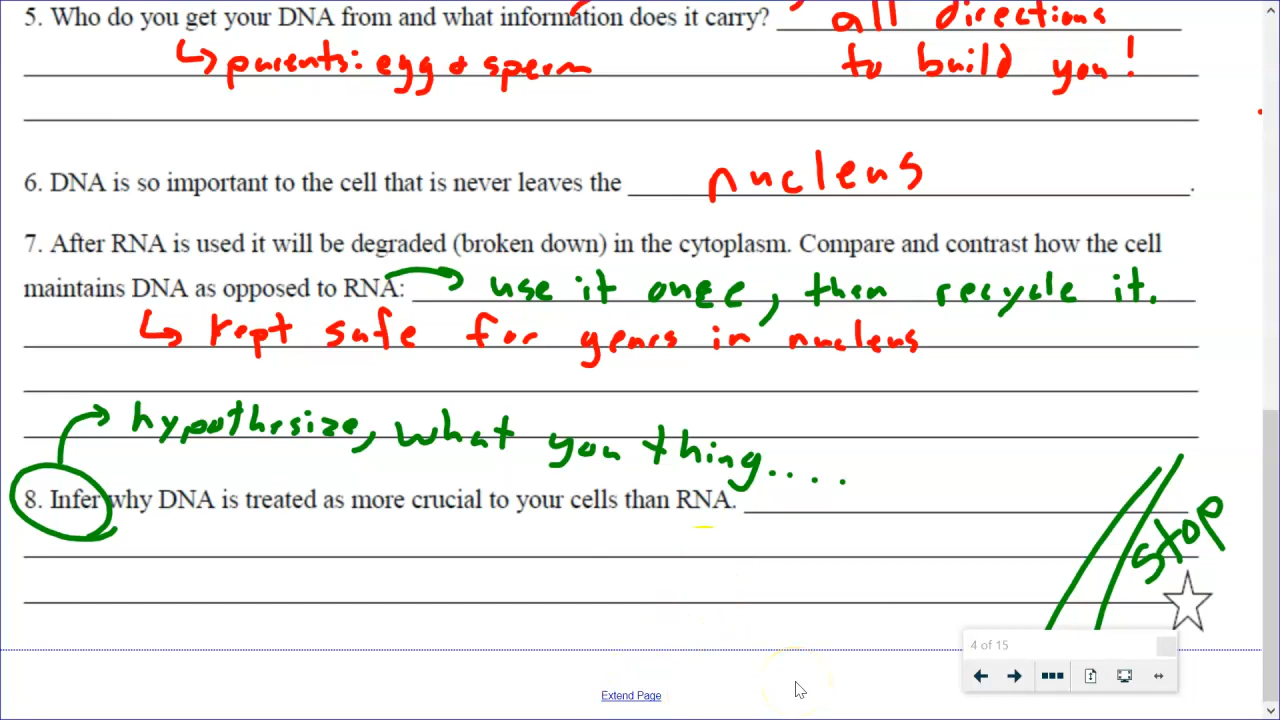 5. Who do you get your DNA from and what information does it carry? all directions
↳ parents: egg + sperm to build you!
6. DNA is so important to the cell that is never leaves the nucleus.
7. After RNA is used it will be degraded (broken down) in the cytoplasm. Compare and contrast how the cell
maintains DNA as opposed to RNA: → use it once, then recycle it.
↳ kept safe for years in nucleus
hypothesize, what you thing....
8. Infer why DNA is treated as more crucial to your cells than RNA.
STOP
4 of 15
Extend Page